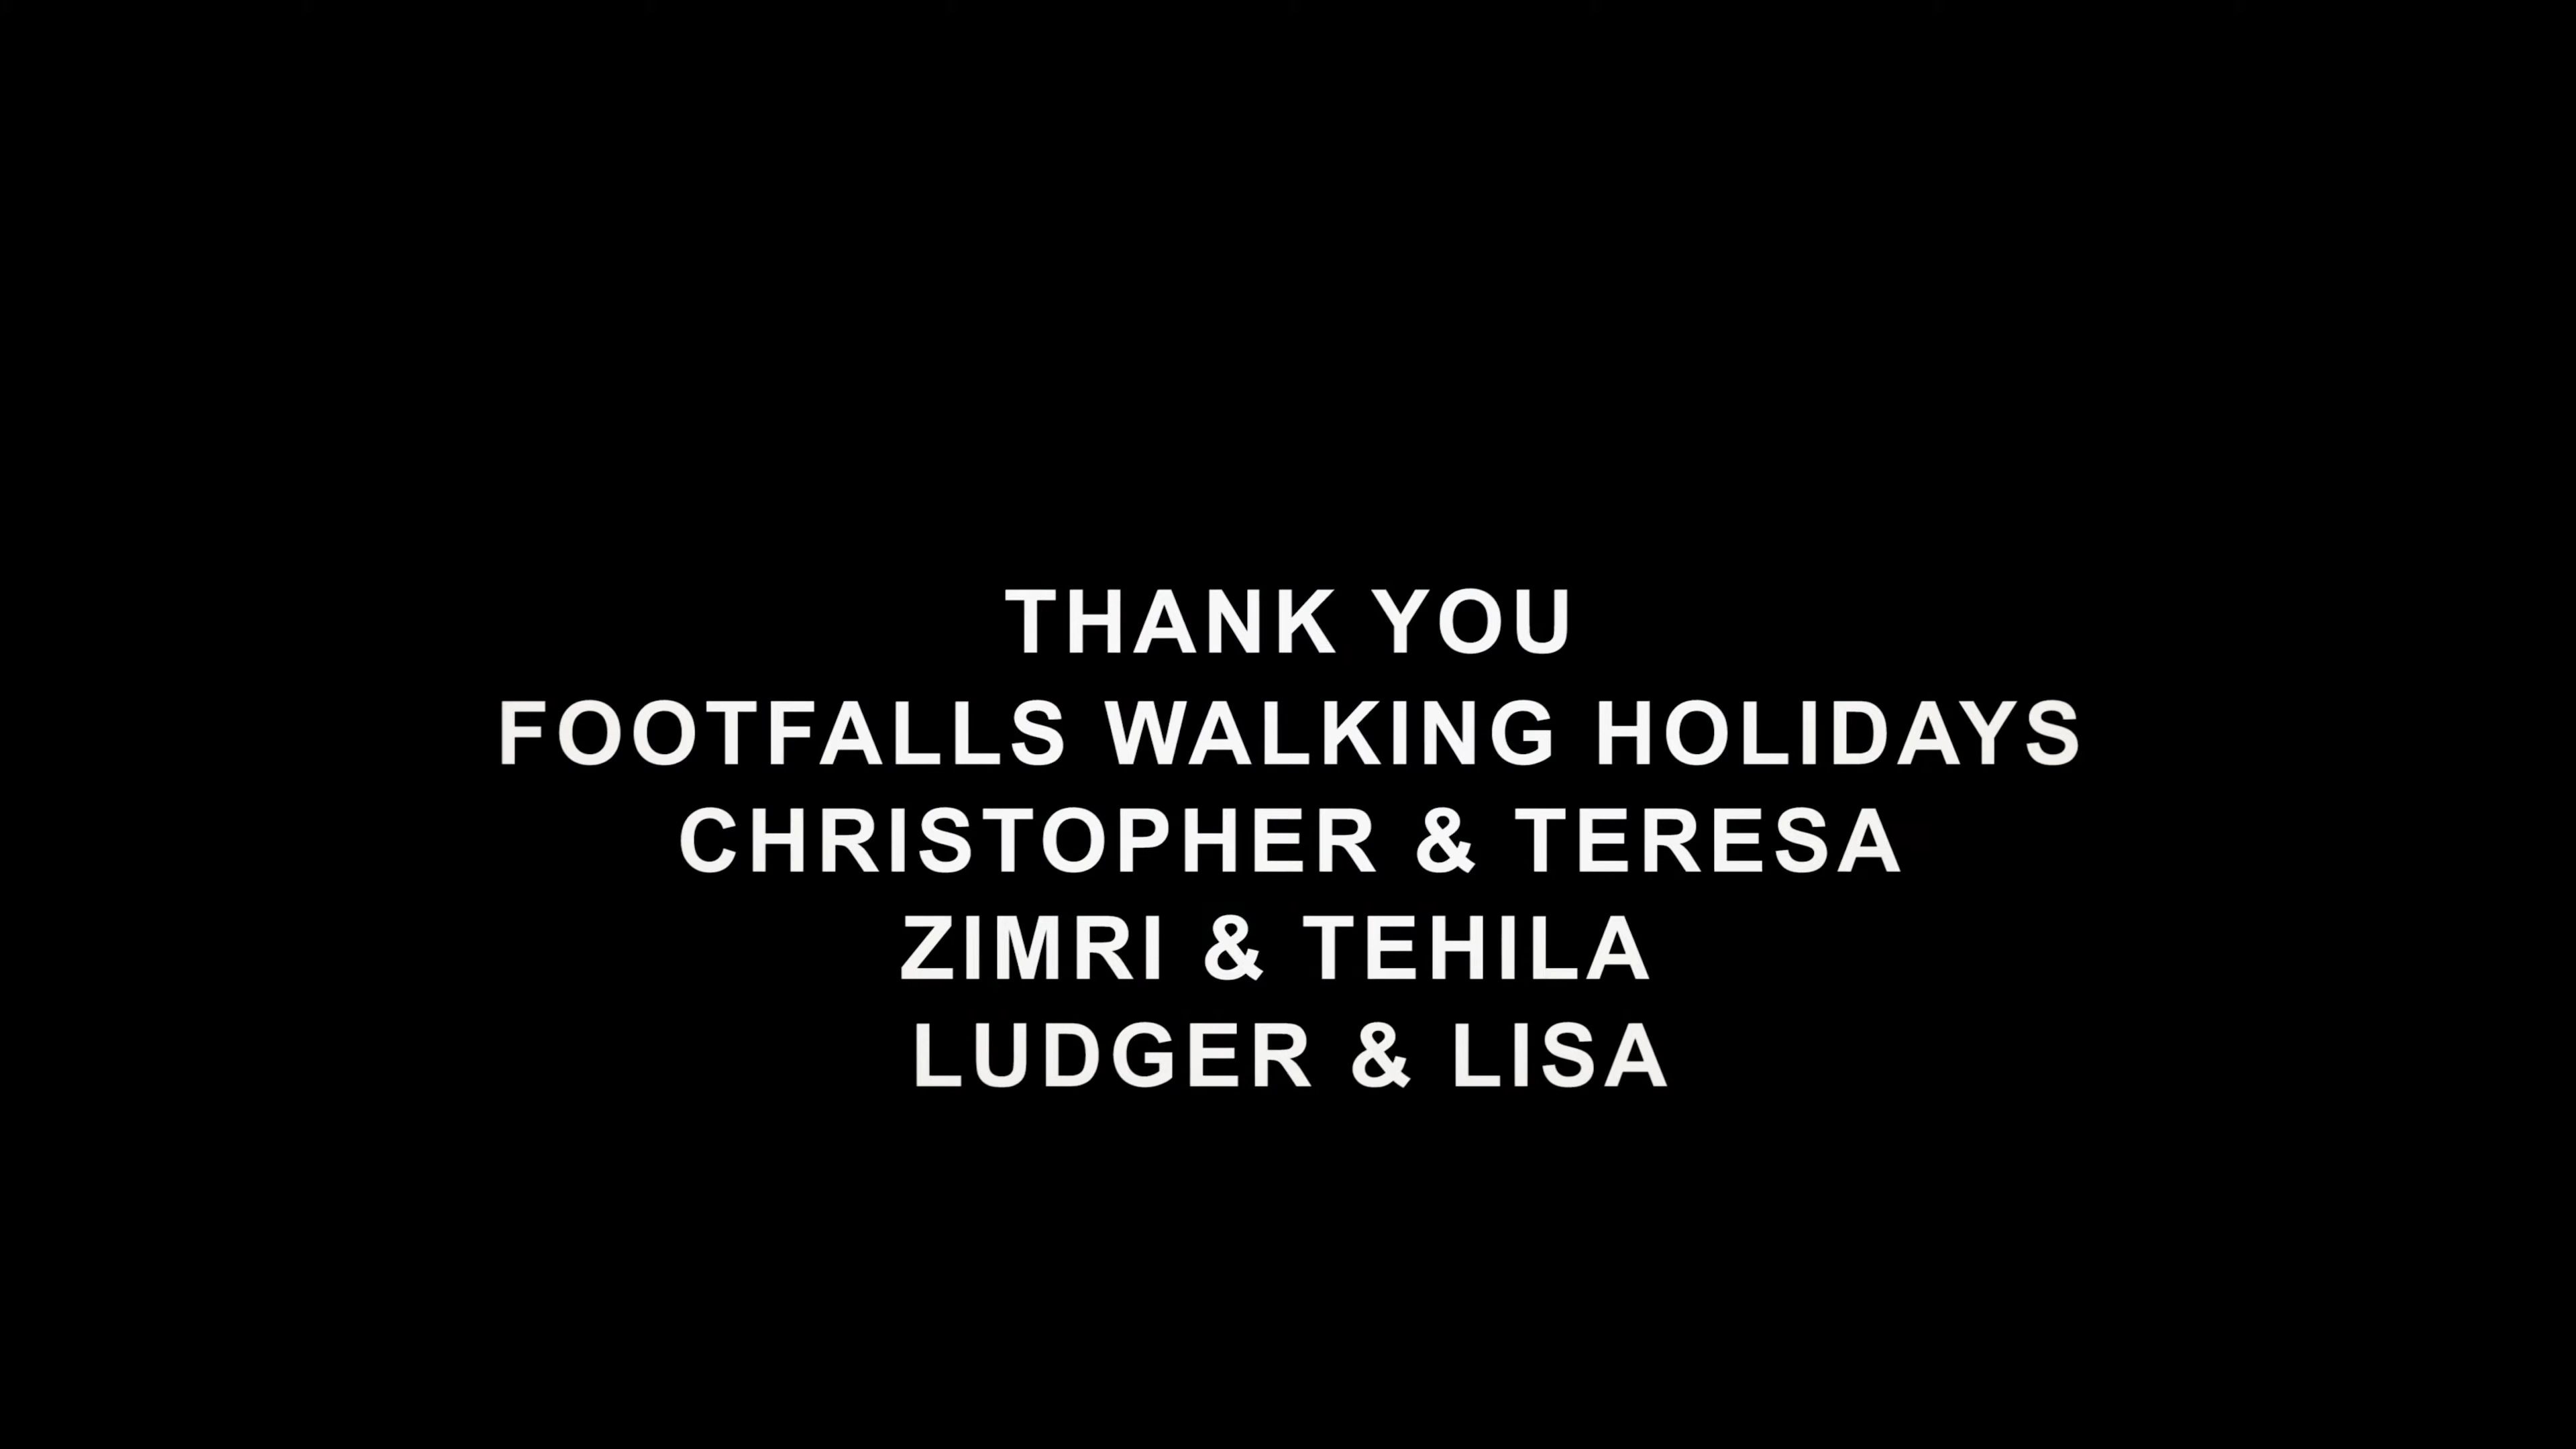 THANK YOU
FOOTFALLS WALKING HOLIDAYS
CHRISTOPHER & TERESA
ZIMRI & TEHILA
LUDGER & LISA